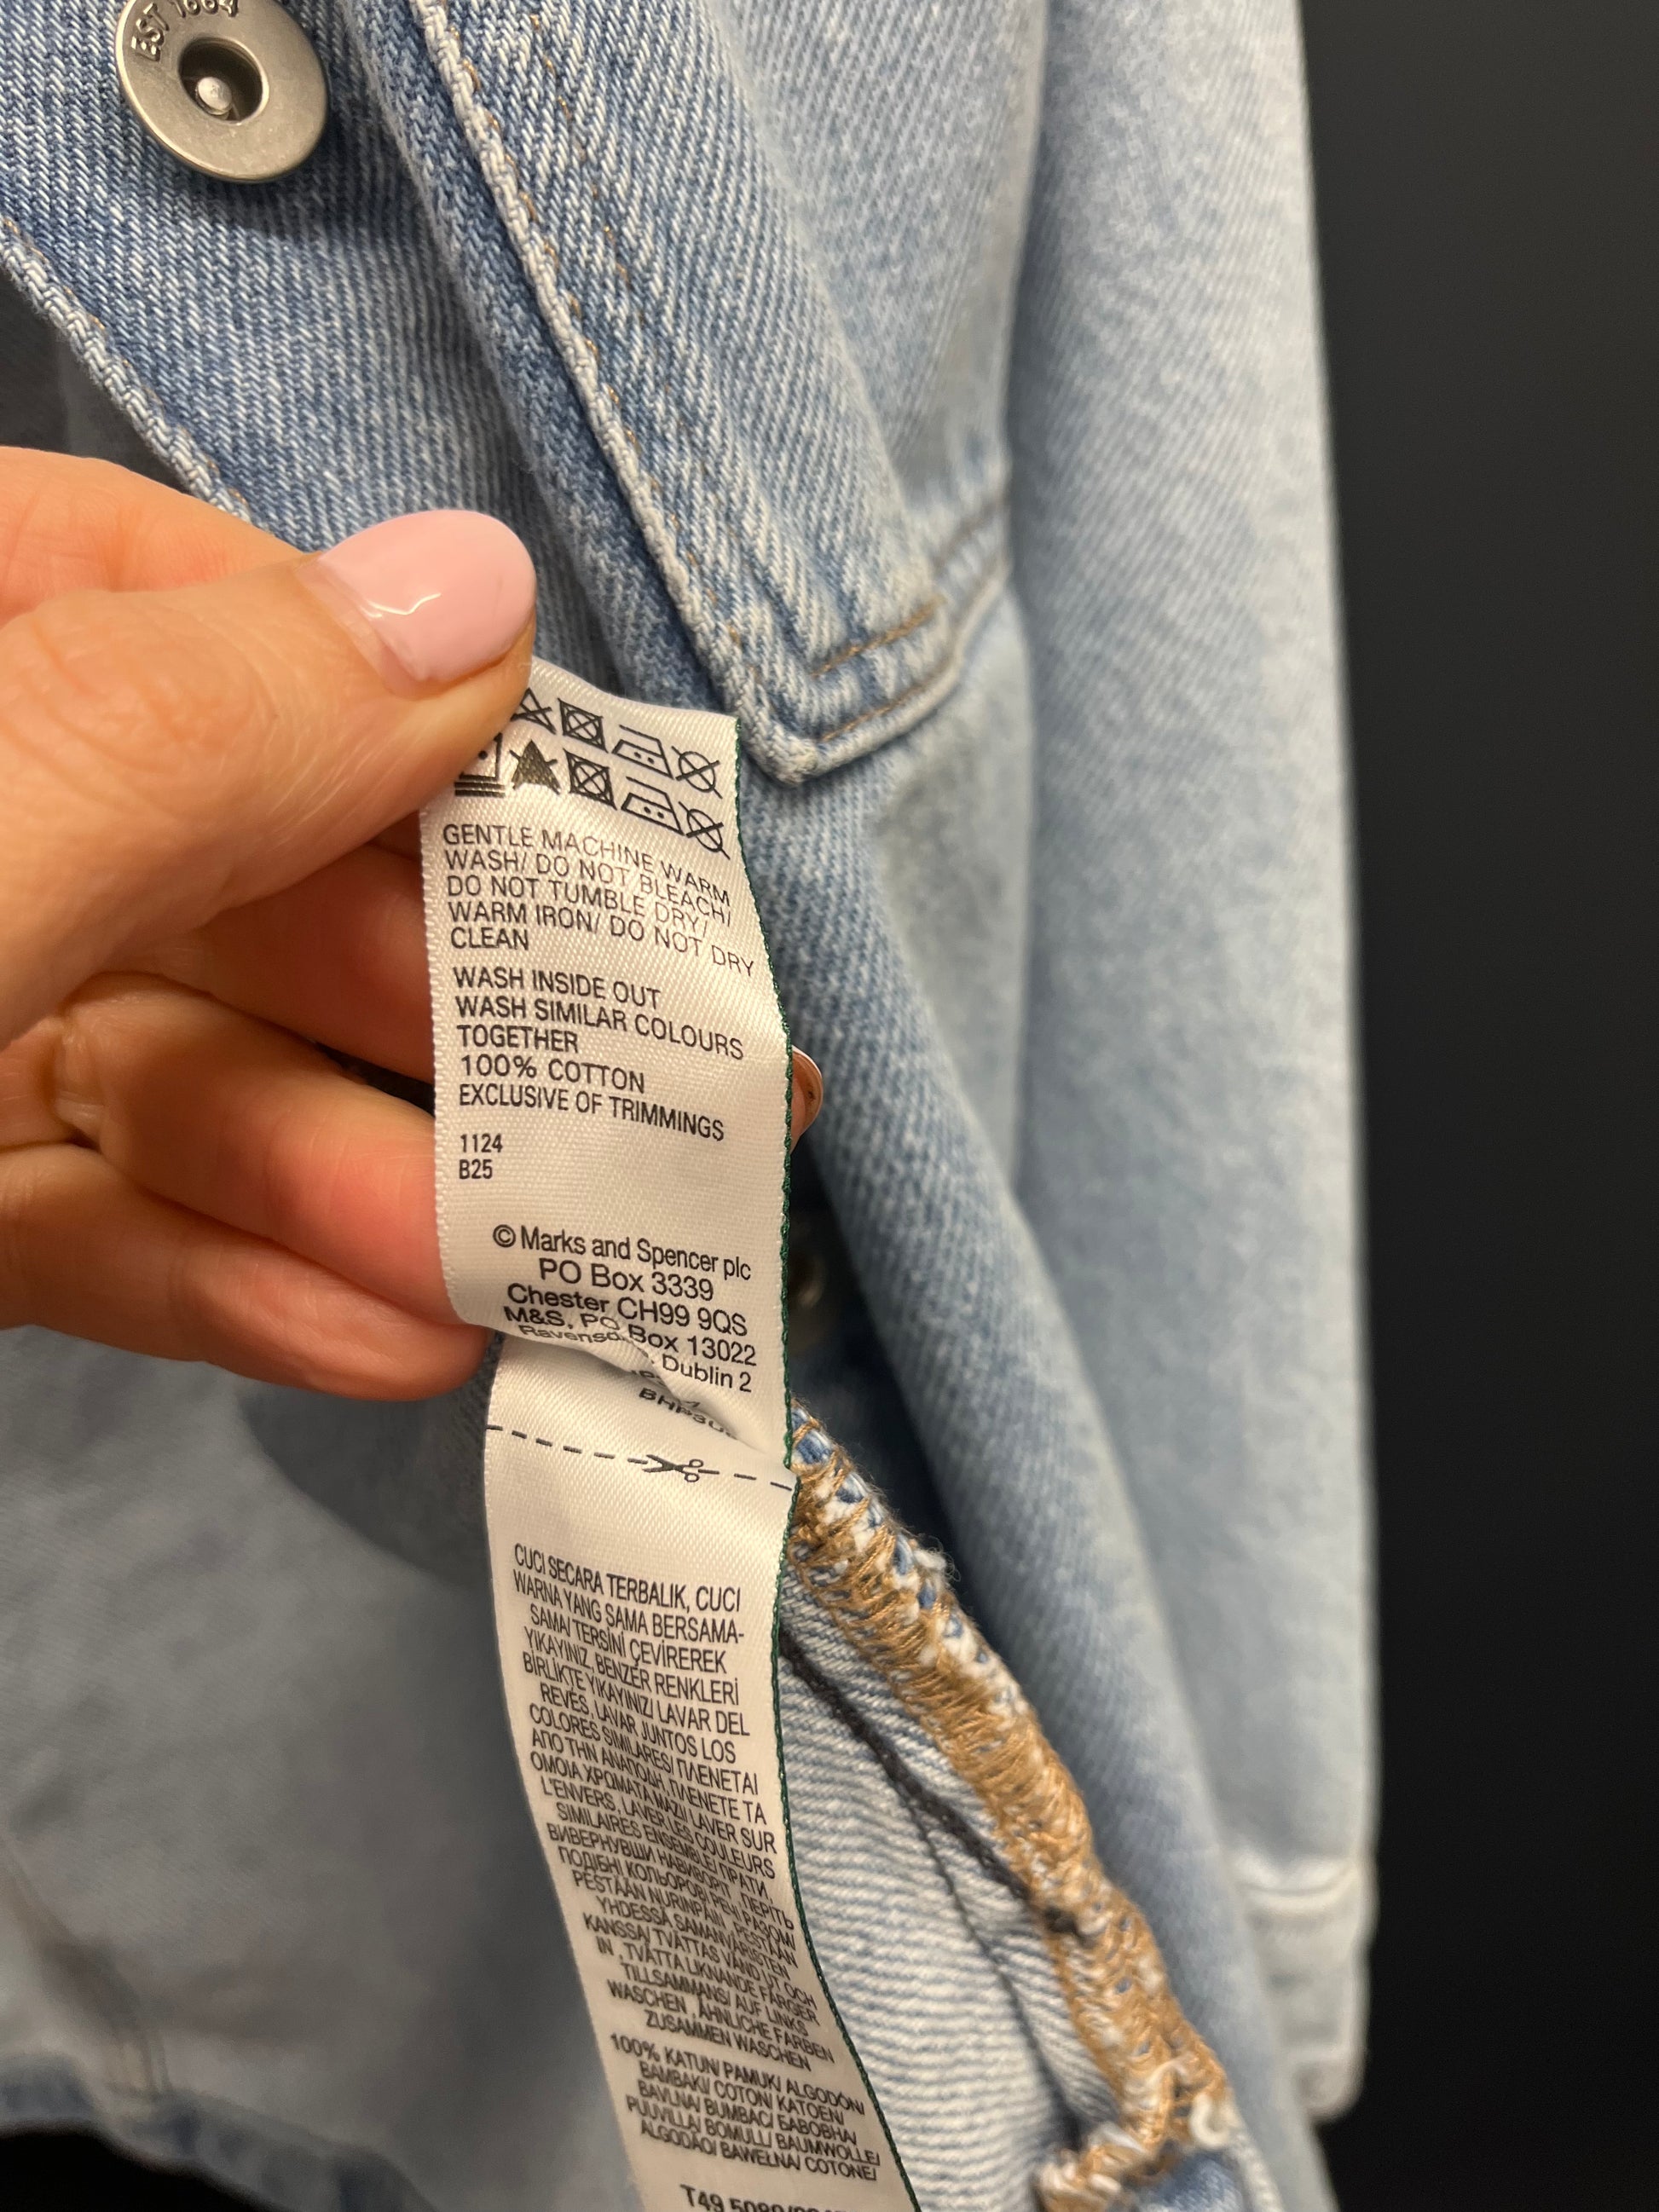 EST 1884
GENTLE MACHINE WARM
WASH/ DO NOT BLEACH/
DO NOT TUMBLE DRY/
WARM IRON/ DO NOT DRY
CLEAN
WASH INSIDE OUT
WASH SIMILAR COLOURS
TOGETHER
100% COTTON
EXCLUSIVE OF TRIMMINGS
1124
B25
© Marks and Spencer plc
PO Box 3339
Chester CH99 9QS
M&S, PO Box 13022
Dublin 2
CUCI SECARA TERBALIK, CUCI
WARNA YANG SAMA BERSAMA-
SAMA/ TERSİNİ ÇEVİREREK
YIKAYINIZ, BENZER RENKLERİ
BİRLİKTE YIKAYINIZ/ LAVAR DEL
REVÉS, LAVAR JUNTOS LOS
COLORES SIMILARES/ ΠΛΕΝΕΤΑΙ
ΑΠΟ ΤΗΝ ΑΝΑΠΟΔΗ, ΠΛΕΝΕΤΕ ΤΑ
ΟΜΟΙΑ ΧΡΩΜΑΤΑ ΜΑΖΙ/ LAVER SUR
L'ENVERS, LAVER LES COULEURS
SIMILAIRES ENSEMBLE/ ПРАТИ
ВИВЕРНУВШИ НАВИВОРІТ, ПЕРІТЬ
ПОДІБНІ КОЛЬОРОВІ РЕЧІ РАЗОМ/
PESTÄÄN NURINPÄIN, PESTÄÄN
YHDESSÄ SAMANVÄRISTEN
KANSSA/ TVÄTTAS VÄND UT OCH
IN, TVÄTTA LIKNANDE FÄRGER
TILLSAMMANS/ AUF LINKS
WASCHEN, ÄHNLICHE FARBEN
ZUSAMMEN WASCHEN
100% KATUN/ PAMUK/ ALGODÓN/
BAMBAKI/ COTON/ KATOEN/
BAVLNA/ BUMBAC/ БАВОВНА/
PUUVILLA/ BOMULL/ BAUMWOLLE/
ALGODÃO/ BAWEŁNA/ COTONE/
T49 5080/